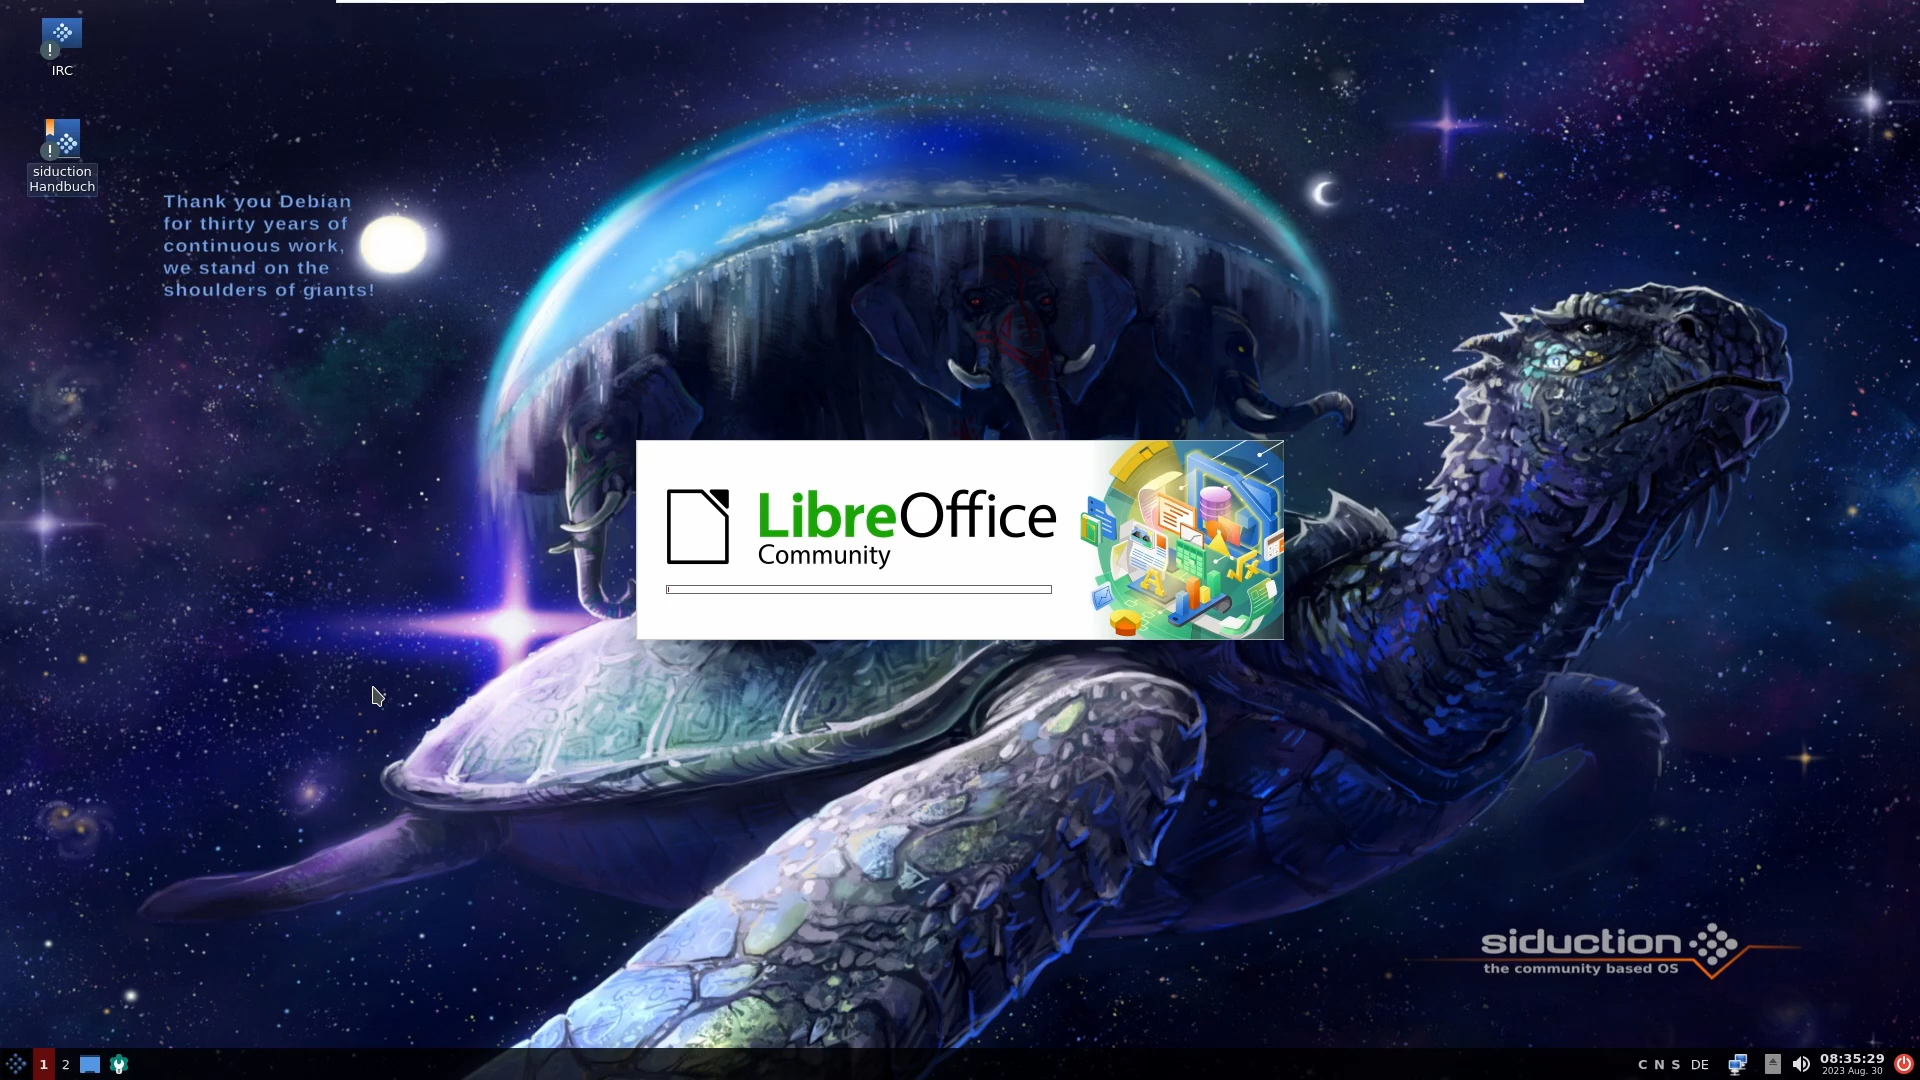 IRC
siduction
Handbuch
Thank you Debian
for thirty years of
continuous work,
we stand on the
shoulders of giants!
LibreOffice
Community
siduction
the community based OS
1 2
C N S DE
08:35:29
2023 Aug. 30